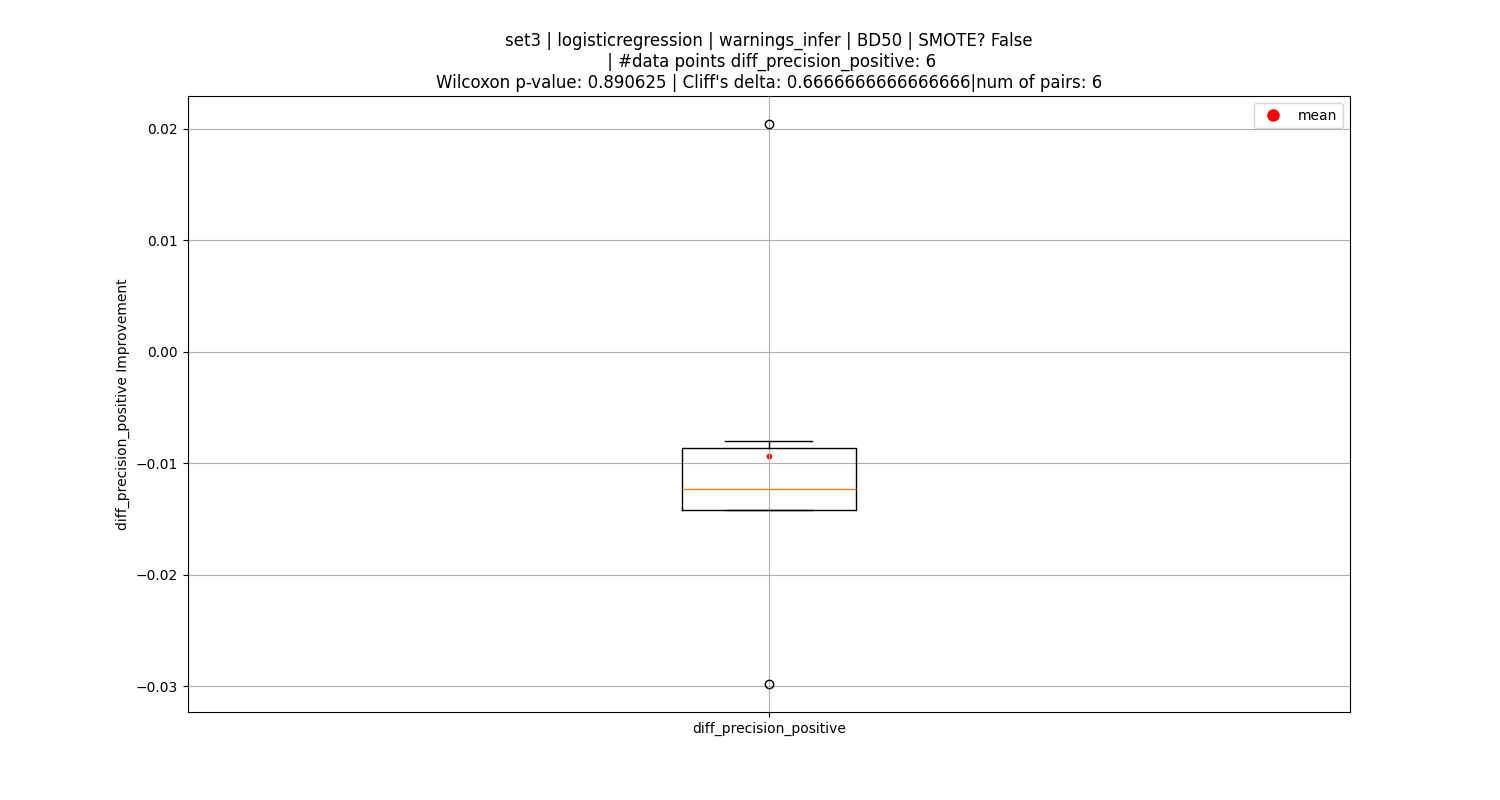 set3 | logisticregression | warnings_infer | BD50 | SMOTE? False
| #data points diff_precision_positive: 6
Wilcoxon p-value: 0.890625 | Cliff's delta: 0.6666666666666666|num of pairs: 6
mean
0.02
0.01
0.00
−0.01
−0.02
−0.03
diff_precision_positive Improvement
diff_precision_positive